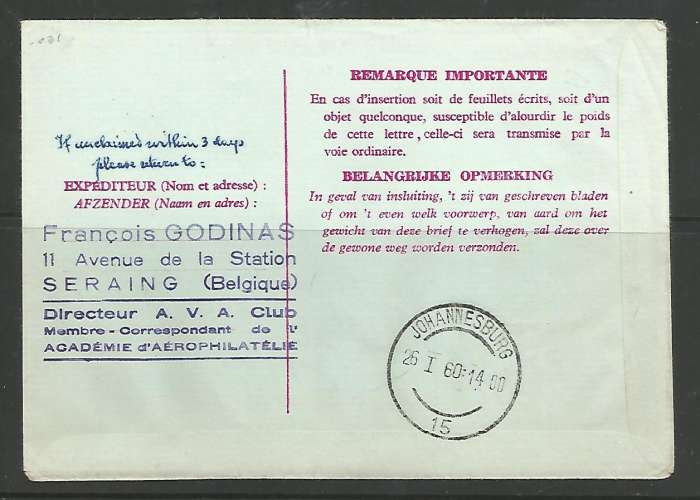 REMARQUE IMPORTANTE
En cas d'insertion soit de feuillets écrits, soit d'un
objet quelconque, susceptible d'alourdir le poids
de cette lettre, celle-ci sera transmise par la
voie ordinaire.
BELANGRIJKE OPMERKING
In geval van insluiting, 't zij van geschreven bladen
of om 't even welk voorwerp, van aard om het
gewicht van deze brief te verhogen, zal deze over
de gewone weg worden verzonden.
If unclaimed within 3 days
please return to:
EXPÉDITEUR (Nom et adresse) :
AFZENDER (Naam en adres) :
François GODINAS
11 Avenue de la Station
SERAING (Belgique)
Directeur A. V. A. Club
Membre-Correspondant de l'
ACADÉMIE d'AÉROPHILATÉLIE
JOHANNESBURG
26 I 60:14 00
15